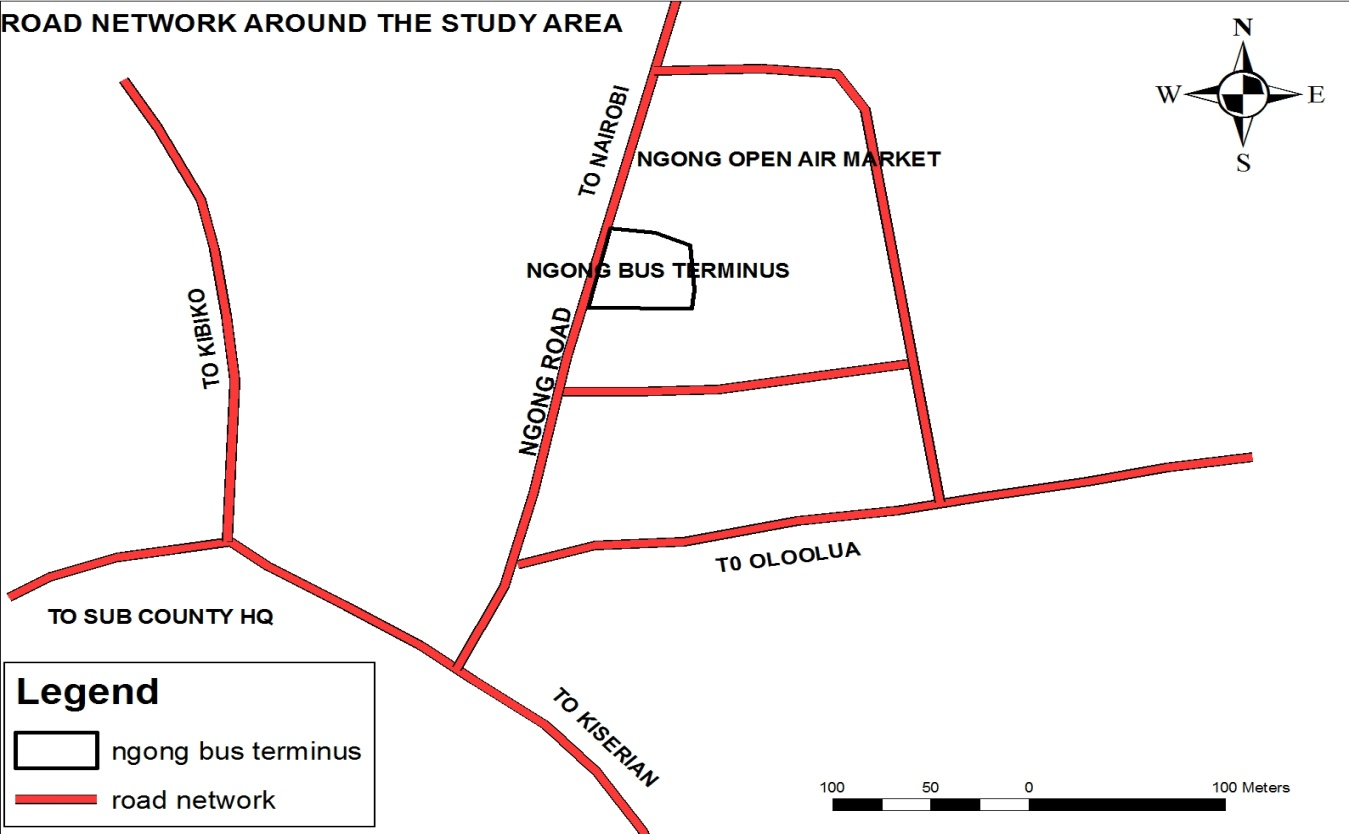 ROAD NETWORK AROUND THE STUDY AREA
N
W E
S
TO NAIROBI
NGONG OPEN AIR MARKET
NGONG BUS TERMINUS
TO KIBIKO
NGONG ROAD
T0 OLOOLUA
TO SUB COUNTY HQ
TO KISERIAN
Legend
ngong bus terminus
road network
100 50 0 100 Meters